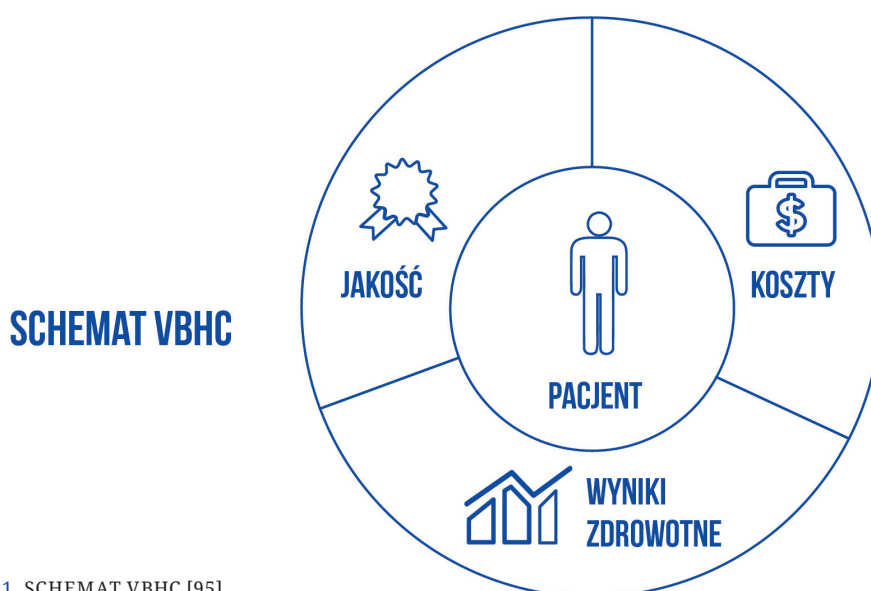 JAKOŚĆ
$
KOSZTY
SCHEMAT VBHC
PACJENT
WYNIKI
ZDROWOTNE
1. SCHEMAT VBHC [95]